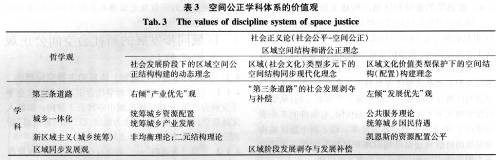 表3 空间公正学科体系的价值观
Tab. 3 The values of discipline system of space justice
社会正义论(社会公平-空间公正)
区域空间结构和谐公正理念
哲学观
社会发展阶段下的区域空间公
正结构构建的动态理念
区域(社会文化)类型多元下的
空间结构同步现代化理念
区域文化价值类型保护下的空间结
构(配置)构建理念
学
科
第三条道路
右倾“产业优先”观
“第三条道路”的社会发展剥夺
与补偿
左倾“发展优先”观
城乡一体化
统筹城乡资源配置
统筹城乡产业发展
公共服务理论
统筹城乡国民待遇
新区域主义(城乡统筹)
非均衡理论;二元结构理论
凯恩斯的资源配置公平
区域同步发展观
区域阶段发展剥夺与发展补偿